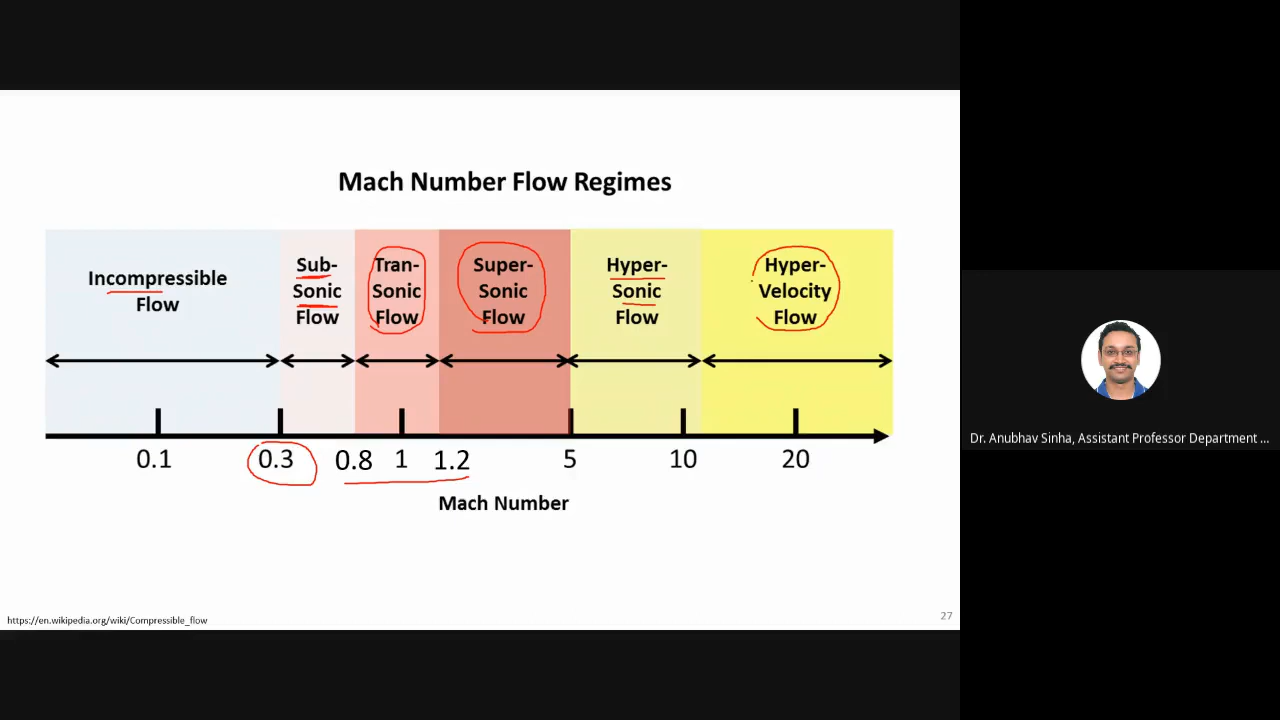 Mach Number Flow Regimes
Incompressible
Flow
Sub-
Sonic
Flow
Tran-
Sonic
Flow
Super-
Sonic
Flow
Hyper-
Sonic
Flow
Hyper-
Velocity
Flow
0.1 0.3 0.8 1 1.2 5 10 20
Mach Number
https://en.wikipedia.org/wiki/Compressible_flow
27
Dr. Anubhav Sinha, Assistant Professor Department ...